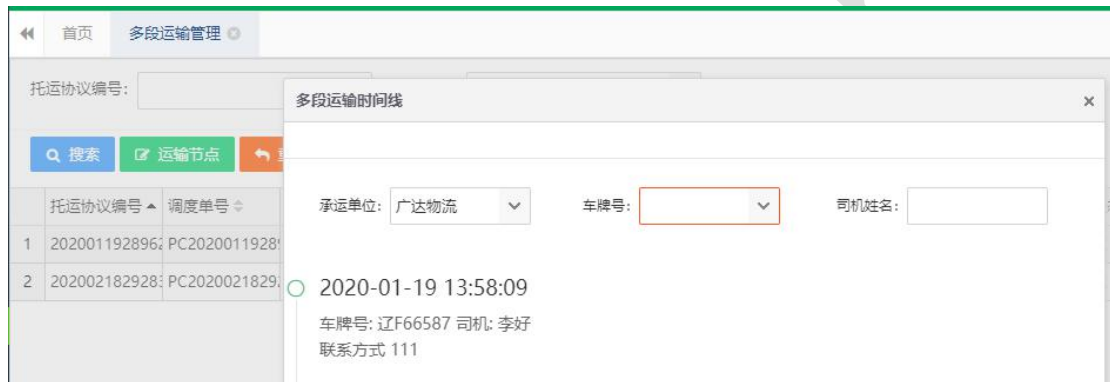 首页 多段运输管理
托运协议编号:
多段运输时间线
搜索 运输节点
托运协议编号 调度单号
承运单位: 广达物流 车牌号: 司机姓名:
1
2
2020-01-19 13:58:09
车牌号: 辽F66587 司机: 李好
联系方式 111